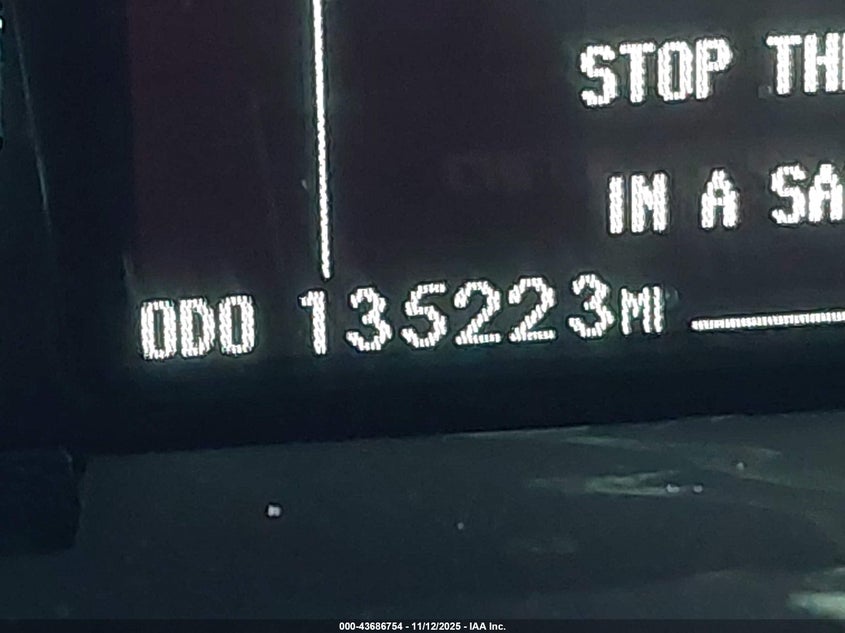 STOP TH
IN A SA
ODO 135223MI
000-43686754 - 11/12/2025 - IAA Inc.